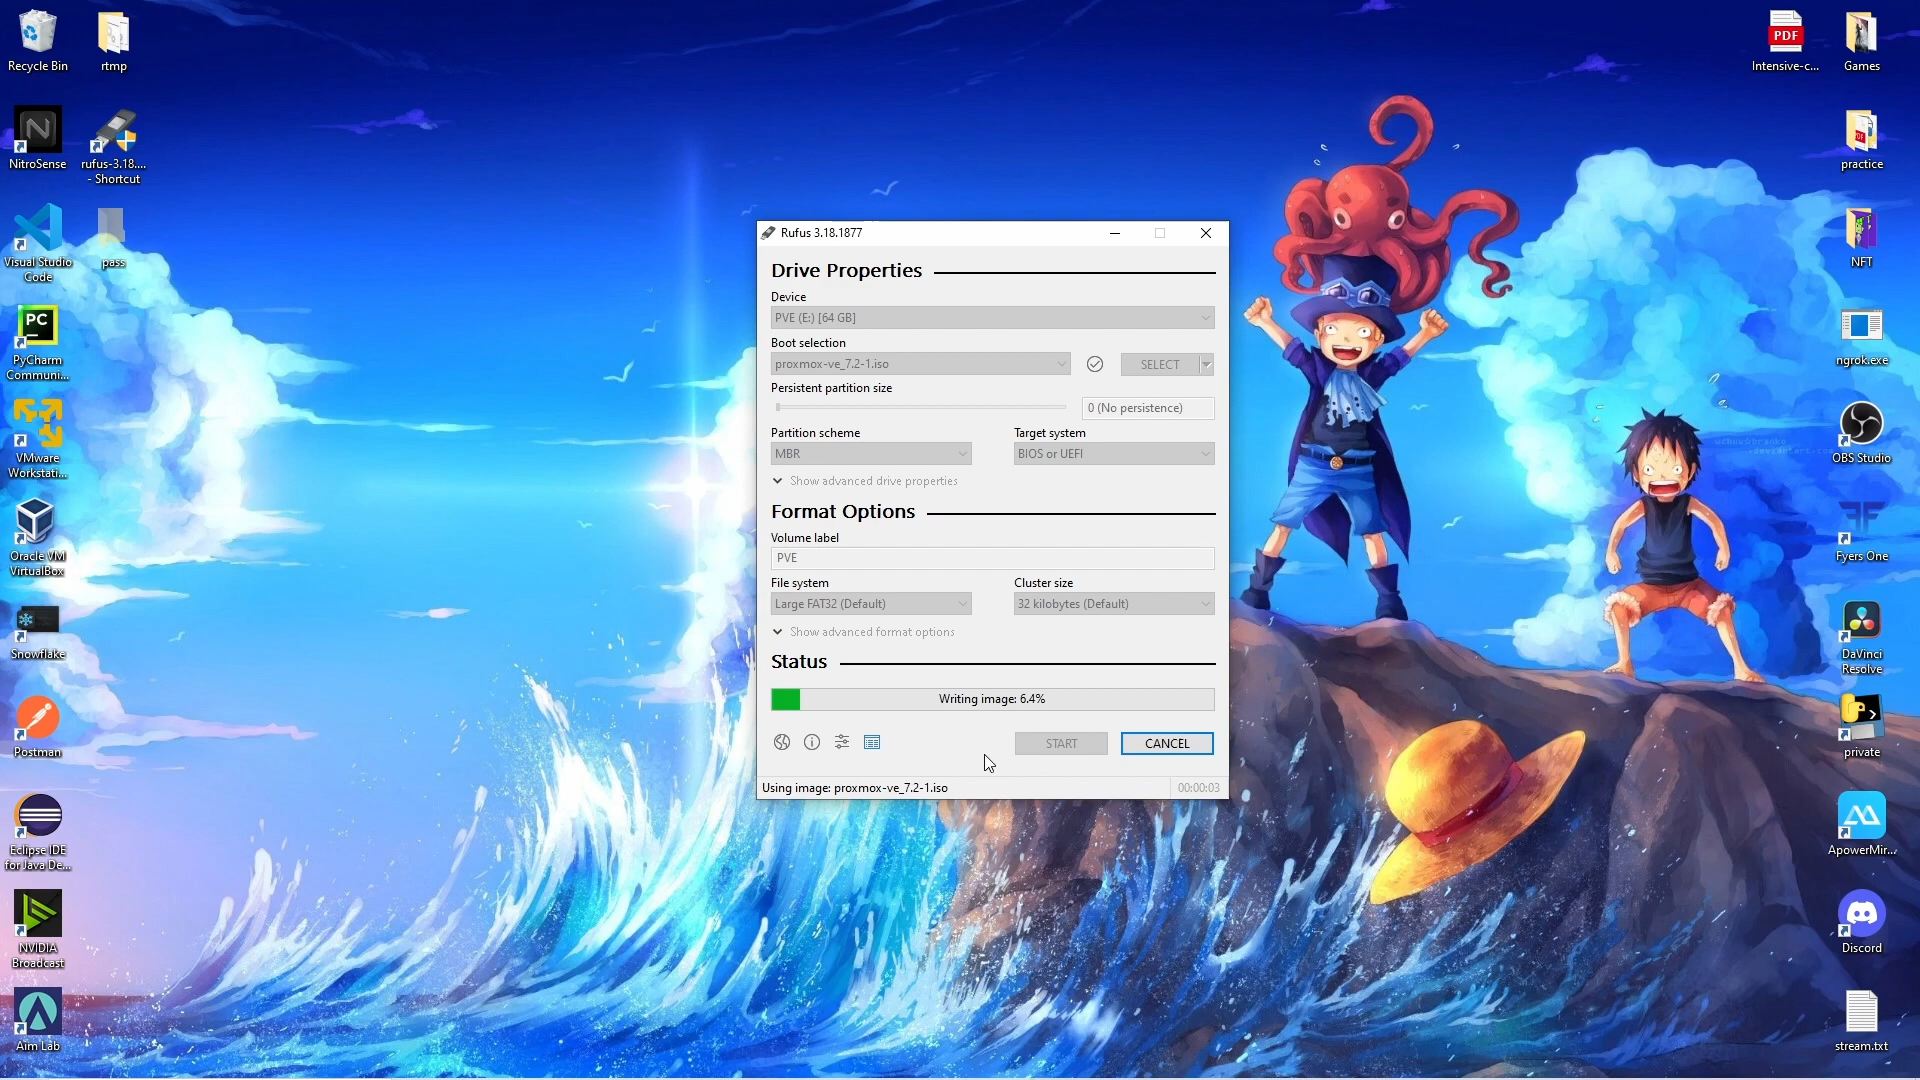 Recycle Bin
rtmp
NitroSense
rufus-3.18....
- Shortcut
Visual Studio
Code
pass
PC
PyCharm
Communi...
VMware
Workstati...
Oracle VM
VirtualBox
Snowflake
Postman
Eclipse IDE
for Java De...
NVIDIA
Broadcast
Aim Lab
Rufus 3.18.1877
Drive Properties
Device
PVE (E:) [64 GB]
Boot selection
proxmox-ve_7.2-1.iso
SELECT
Persistent partition size
0 (No persistence)
Partition scheme
Target system
MBR
BIOS or UEFI
Show advanced drive properties
Format Options
Volume label
PVE
File system
Cluster size
Large FAT32 (Default)
32 kilobytes (Default)
Show advanced format options
Status
Writing image: 6.4%
START
CANCEL
Using image: proxmox-ve_7.2-1.iso
00:00:03
PDF
Intensive-c...
Games
practice
NFT
ngrok.exe
OBS Studio
Fyers One
DaVinci
Resolve
private
ApowerMir...
Discord
stream.txt